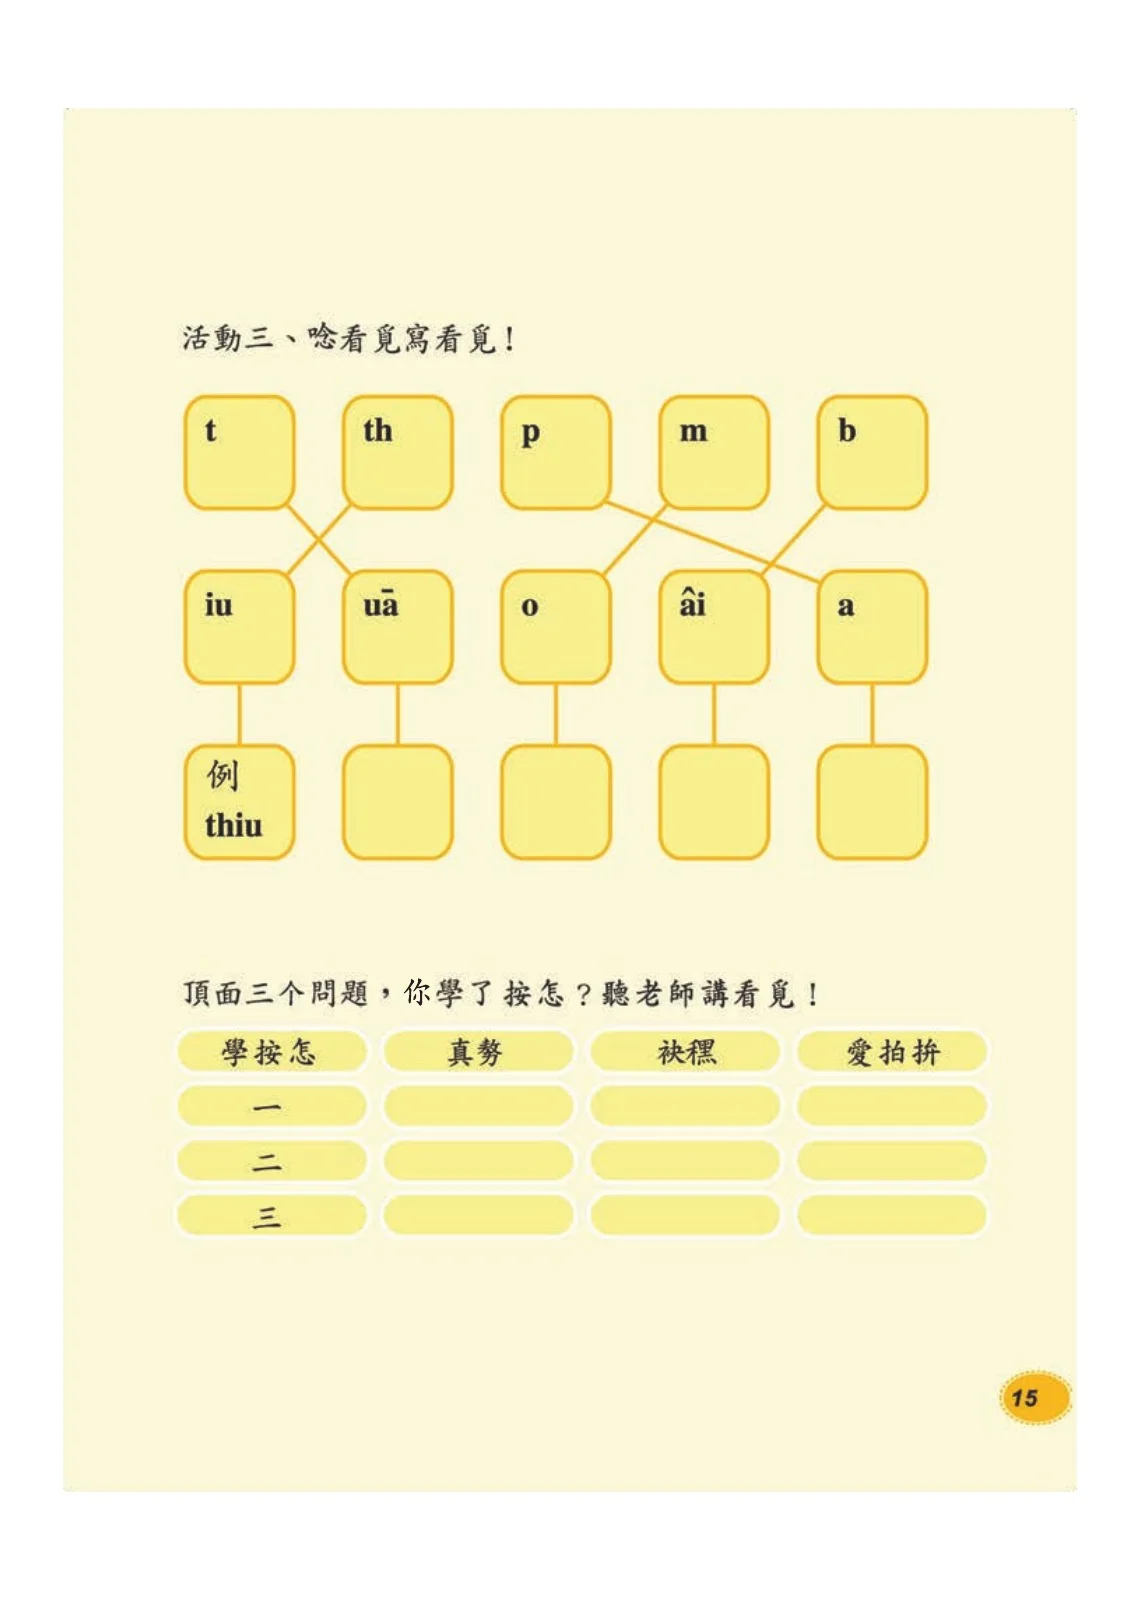 活動三、唸看覓寫看覓！
t th p m b
iu uā o âi a
例
thiu
頂面三个問題，你學了按怎？聽老師講看覓！
學按怎 真勢 袂穤 愛拍拚
一
二
三
15